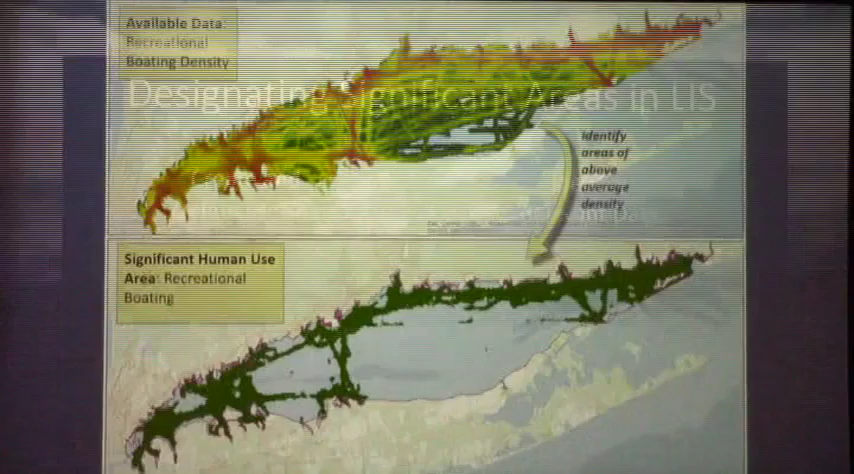 Available Data:
Recreational
Boating Density
Designating Significant Areas in LIS
Identify
areas of
above
average
density
Significant Human Use
Area: Recreational
Boating